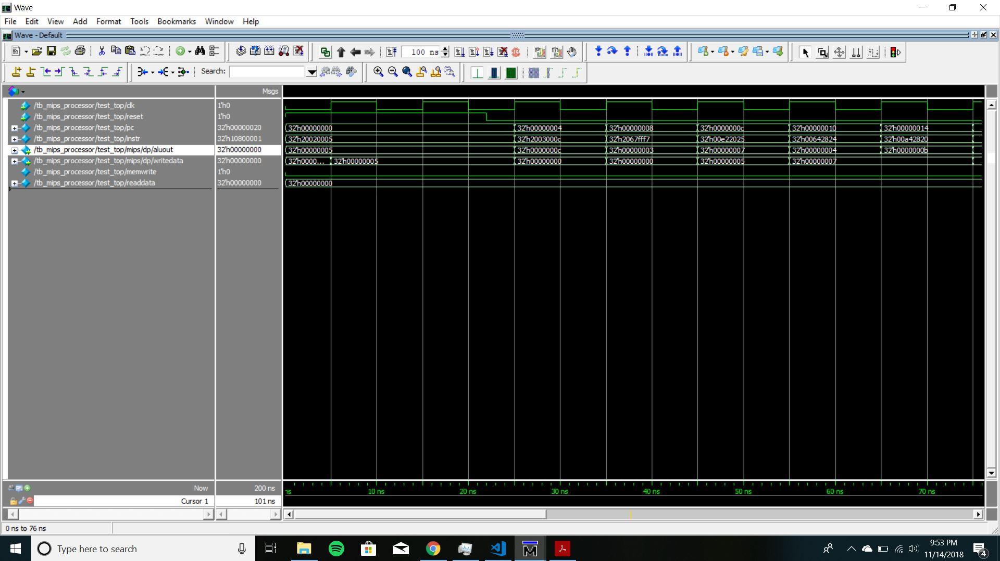 Wave
File Edit View Add Format Tools Bookmarks Window Help
Wave - Default
100 ns
Search:
Msgs
/tb_mips_processor/test_top/clk 1'h0
/tb_mips_processor/test_top/reset 1'h0
/tb_mips_processor/test_top/pc 32'h00000020 32'h00000000 32'h00000004 32'h00000008 32'h0000000c 32'h00000010 32'h00000014
/tb_mips_processor/test_top/instr 32'h10800001 32'h20020005 32'h2003000c 32'h2067fff7 32'h00e22025 32'h00642824 32'h00a42820
/tb_mips_processor/test_top/mips/dp/aluout 32'h00000000 32'h00000005 32'h0000000c 32'h00000003 32'h00000007 32'h00000004 32'h0000000b
/tb_mips_processor/test_top/mips/dp/writedata 32'h00000000 32'h0000... 32'h00000005 32'h00000000 32'h00000000 32'h00000005 32'h00000007
/tb_mips_processor/test_top/memwrite 1'h0
/tb_mips_processor/test_top/readdata 32'h00000000 32'h00000000
Now 200 ns ns 10 ns 20 ns 30 ns 40 ns 50 ns 60 ns 70 ns
Cursor 1 101 ns
0 ns to 76 ns
Type here to search
9:53 PM
11/14/2018
4